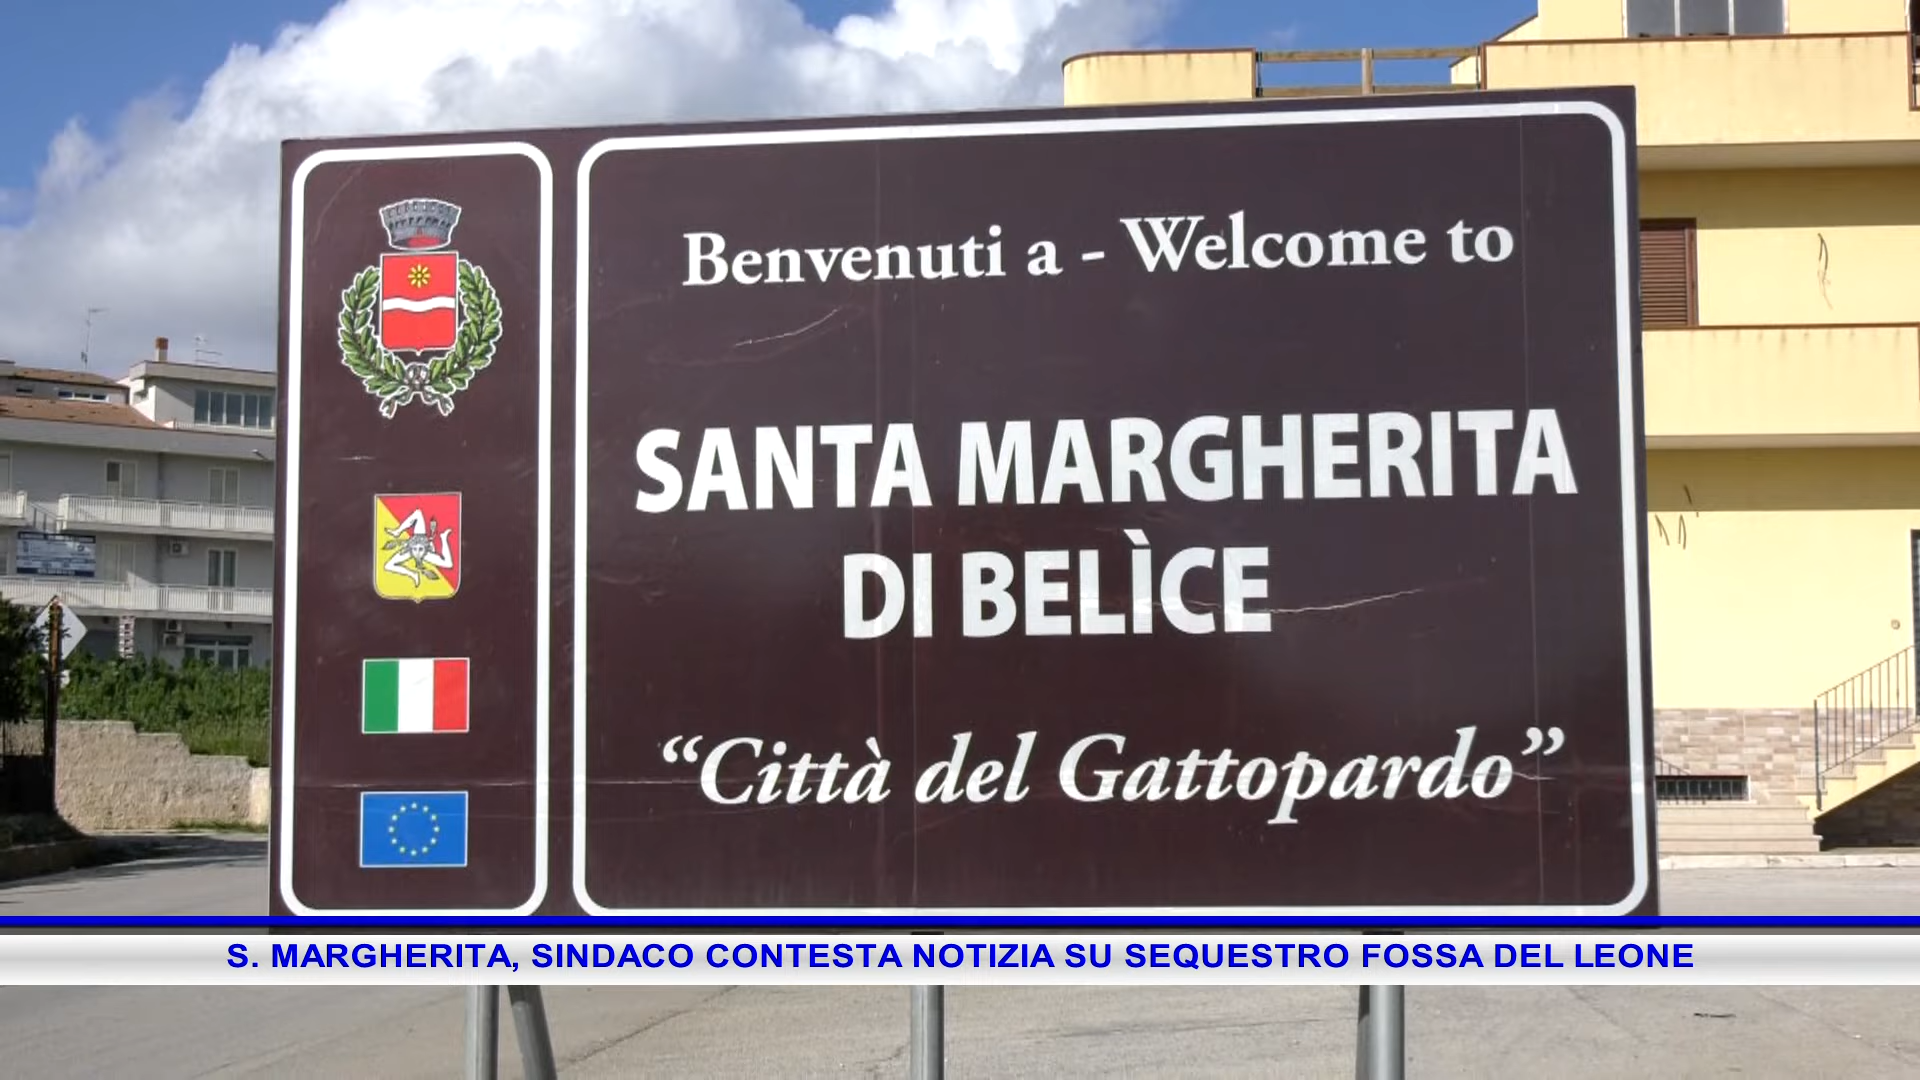 Benvenuti a - Welcome to
SANTA MARGHERITA
DI BELÌCE
“Città del Gattopardo”
S. MARGHERITA, SINDACO CONTESTA NOTIZIA SU SEQUESTRO FOSSA DEL LEONE